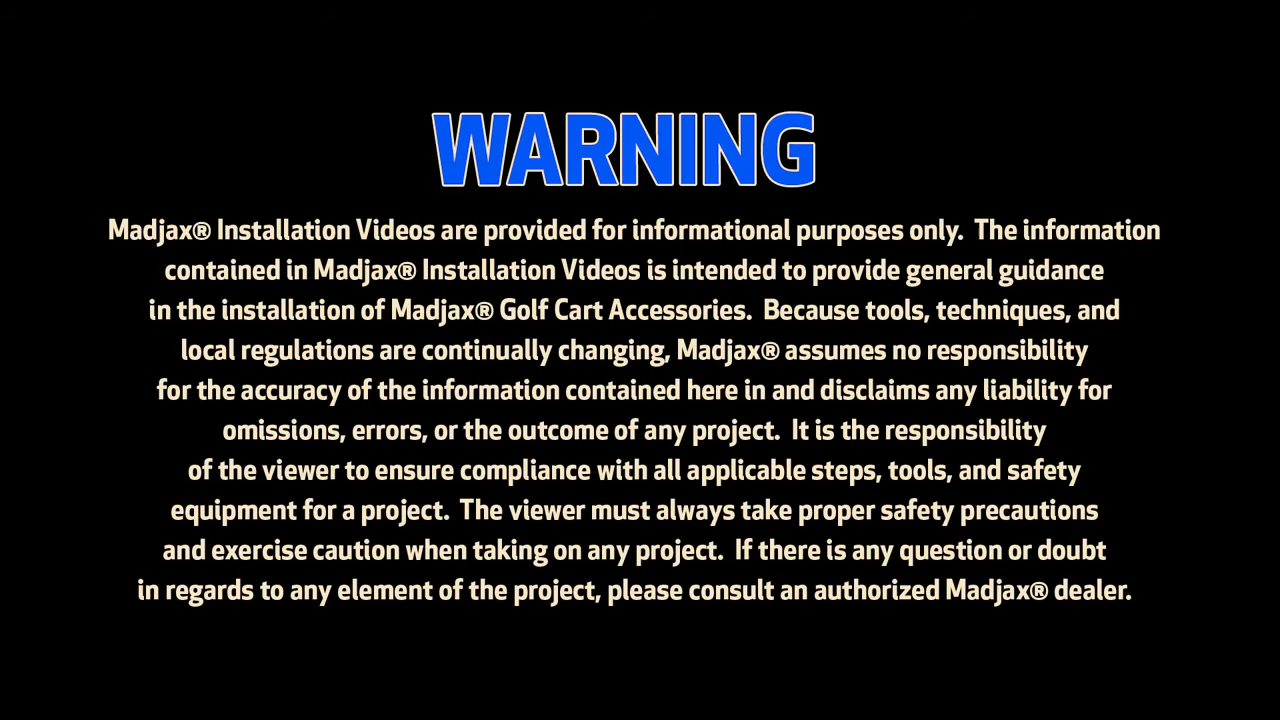 WARNING
Madjax® Installation Videos are provided for informational purposes only.  The information
contained in Madjax® Installation Videos is intended to provide general guidance
in the installation of Madjax® Golf Cart Accessories.  Because tools, techniques, and
local regulations are continually changing, Madjax® assumes no responsibility
for the accuracy of the information contained here in and disclaims any liability for
omissions, errors, or the outcome of any project.  It is the responsibility
of the viewer to ensure compliance with all applicable steps, tools, and safety
equipment for a project.  The viewer must always take proper safety precautions
and exercise caution when taking on any project.  If there is any question or doubt
in regards to any element of the project, please consult an authorized Madjax® dealer.